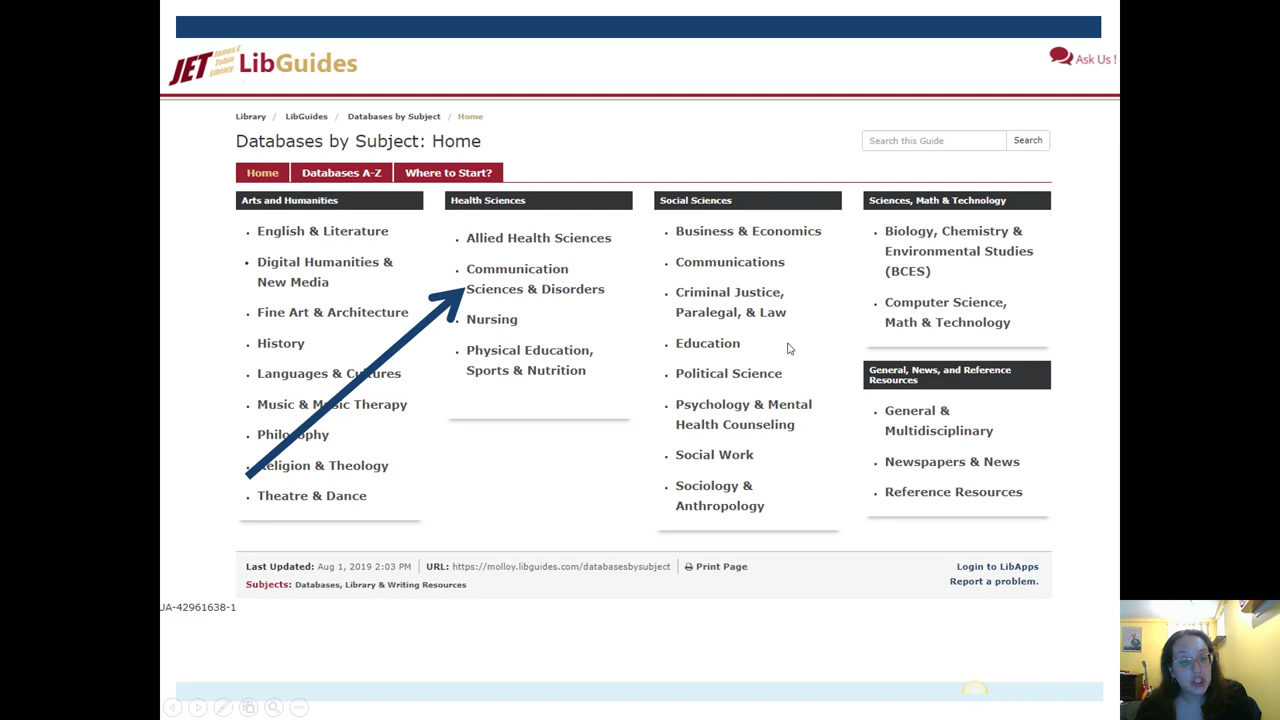 JET James E Tobin Library LibGuides
Ask Us !
Library / LibGuides / Databases by Subject / Home
Databases by Subject: Home
Search this Guide Search
Home Databases A-Z Where to Start?
Arts and Humanities
English & Literature
Digital Humanities &
New Media
Fine Art & Architecture
History
Languages & Cultures
Music & Music Therapy
Philosophy
Religion & Theology
Theatre & Dance
Health Sciences
Allied Health Sciences
Communication
Sciences & Disorders
Nursing
Physical Education,
Sports & Nutrition
Social Sciences
Business & Economics
Communications
Criminal Justice,
Paralegal, & Law
Education
Political Science
Psychology & Mental
Health Counseling
Social Work
Sociology &
Anthropology
Sciences, Math & Technology
Biology, Chemistry &
Environmental Studies
(BCES)
Computer Science,
Math & Technology
General, News, and Reference
Resources
General &
Multidisciplinary
Newspapers & News
Reference Resources
Last Updated: Aug 1, 2019 2:03 PM URL: https://molloy.libguides.com/databasesbysubject Print Page
Login to LibApps
Subjects: Databases, Library & Writing Resources
Report a problem.
UA-42961638-1